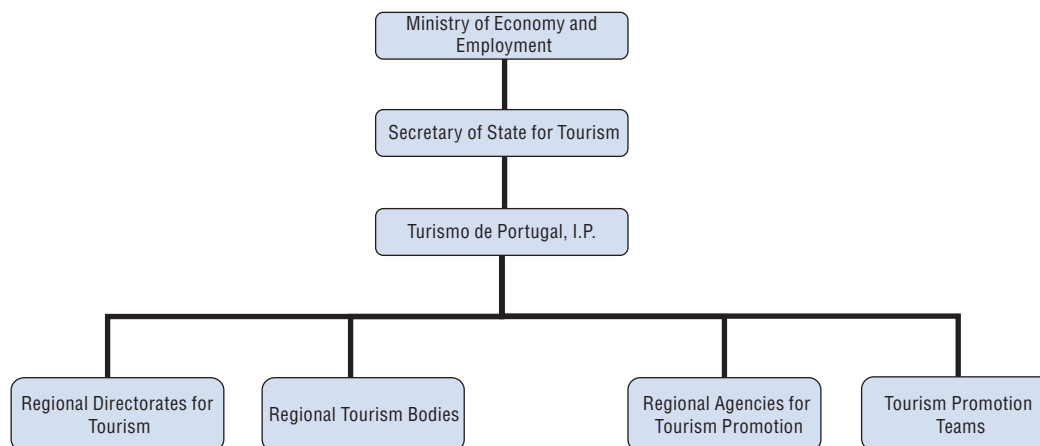 Ministry of Economy and
Employment
Secretary of State for Tourism
Turismo de Portugal, I.P.
Regional Directorates for
Tourism
Regional Tourism Bodies
Regional Agencies for
Tourism Promotion
Tourism Promotion
Teams